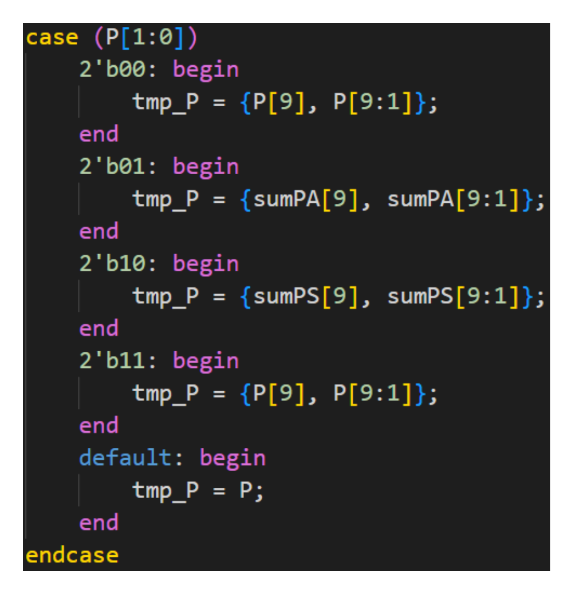 case (P[1:0])
    2'b00: begin
        tmp_P = {P[9], P[9:1]};
    end
    2'b01: begin
        tmp_P = {sumPA[9], sumPA[9:1]};
    end
    2'b10: begin
        tmp_P = {sumPS[9], sumPS[9:1]};
    end
    2'b11: begin
        tmp_P = {P[9], P[9:1]};
    end
    default: begin
        tmp_P = P;
    end
endcase